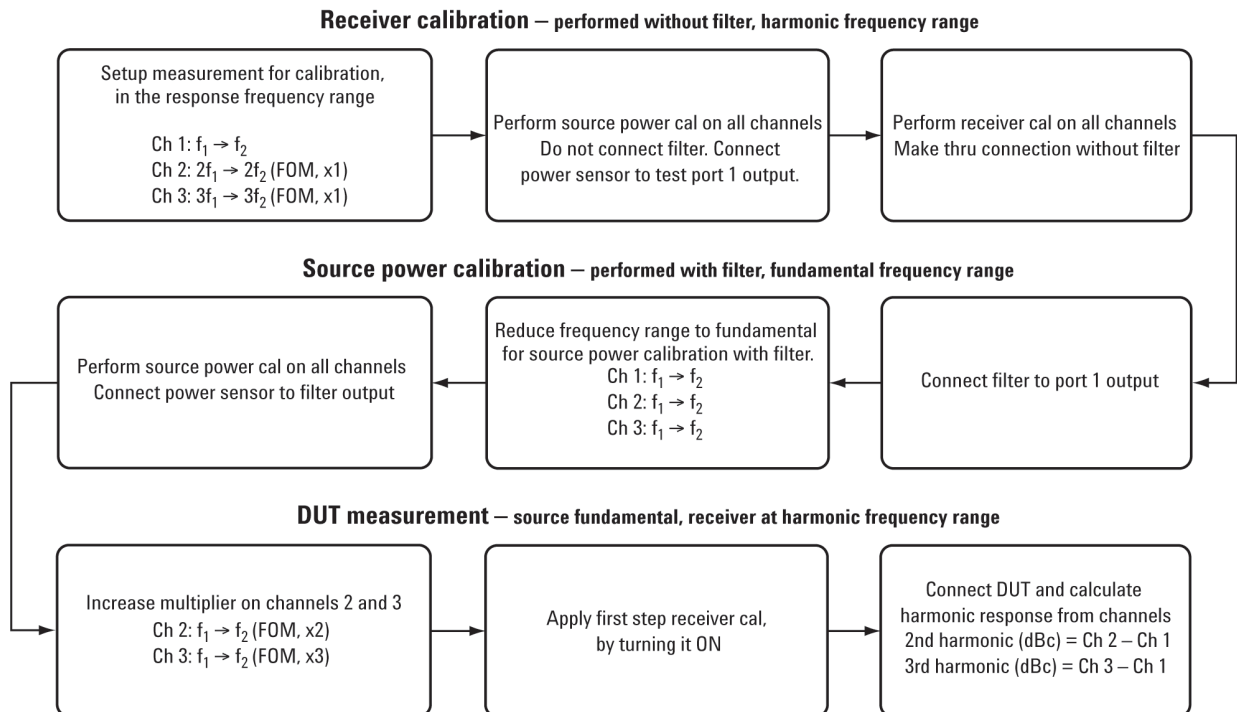 Receiver calibration – performed without filter, harmonic frequency range
Setup measurement for calibration,
in the response frequency range
Ch 1: f₁ → f₂
Ch 2: 2f₁ → 2f₂ (FOM, x1)
Ch 3: 3f₁ → 3f₂ (FOM, x1)
Perform source power cal on all channels
Do not connect filter. Connect
power sensor to test port 1 output.
Perform receiver cal on all channels
Make thru connection without filter
Source power calibration – performed with filter, fundamental frequency range
Perform source power cal on all channels
Connect power sensor to filter output
Reduce frequency range to fundamental
for source power calibration with filter.
Ch 1: f₁ → f₂
Ch 2: f₁ → f₂
Ch 3: f₁ → f₂
Connect filter to port 1 output
DUT measurement – source fundamental, receiver at harmonic frequency range
Increase multiplier on channels 2 and 3
Ch 2: f₁ → f₂ (FOM, x2)
Ch 3: f₁ → f₂ (FOM, x3)
Apply first step receiver cal,
by turning it ON
Connect DUT and calculate
harmonic response from channels
2nd harmonic (dBc) = Ch 2 – Ch 1
3rd harmonic (dBc) = Ch 3 – Ch 1